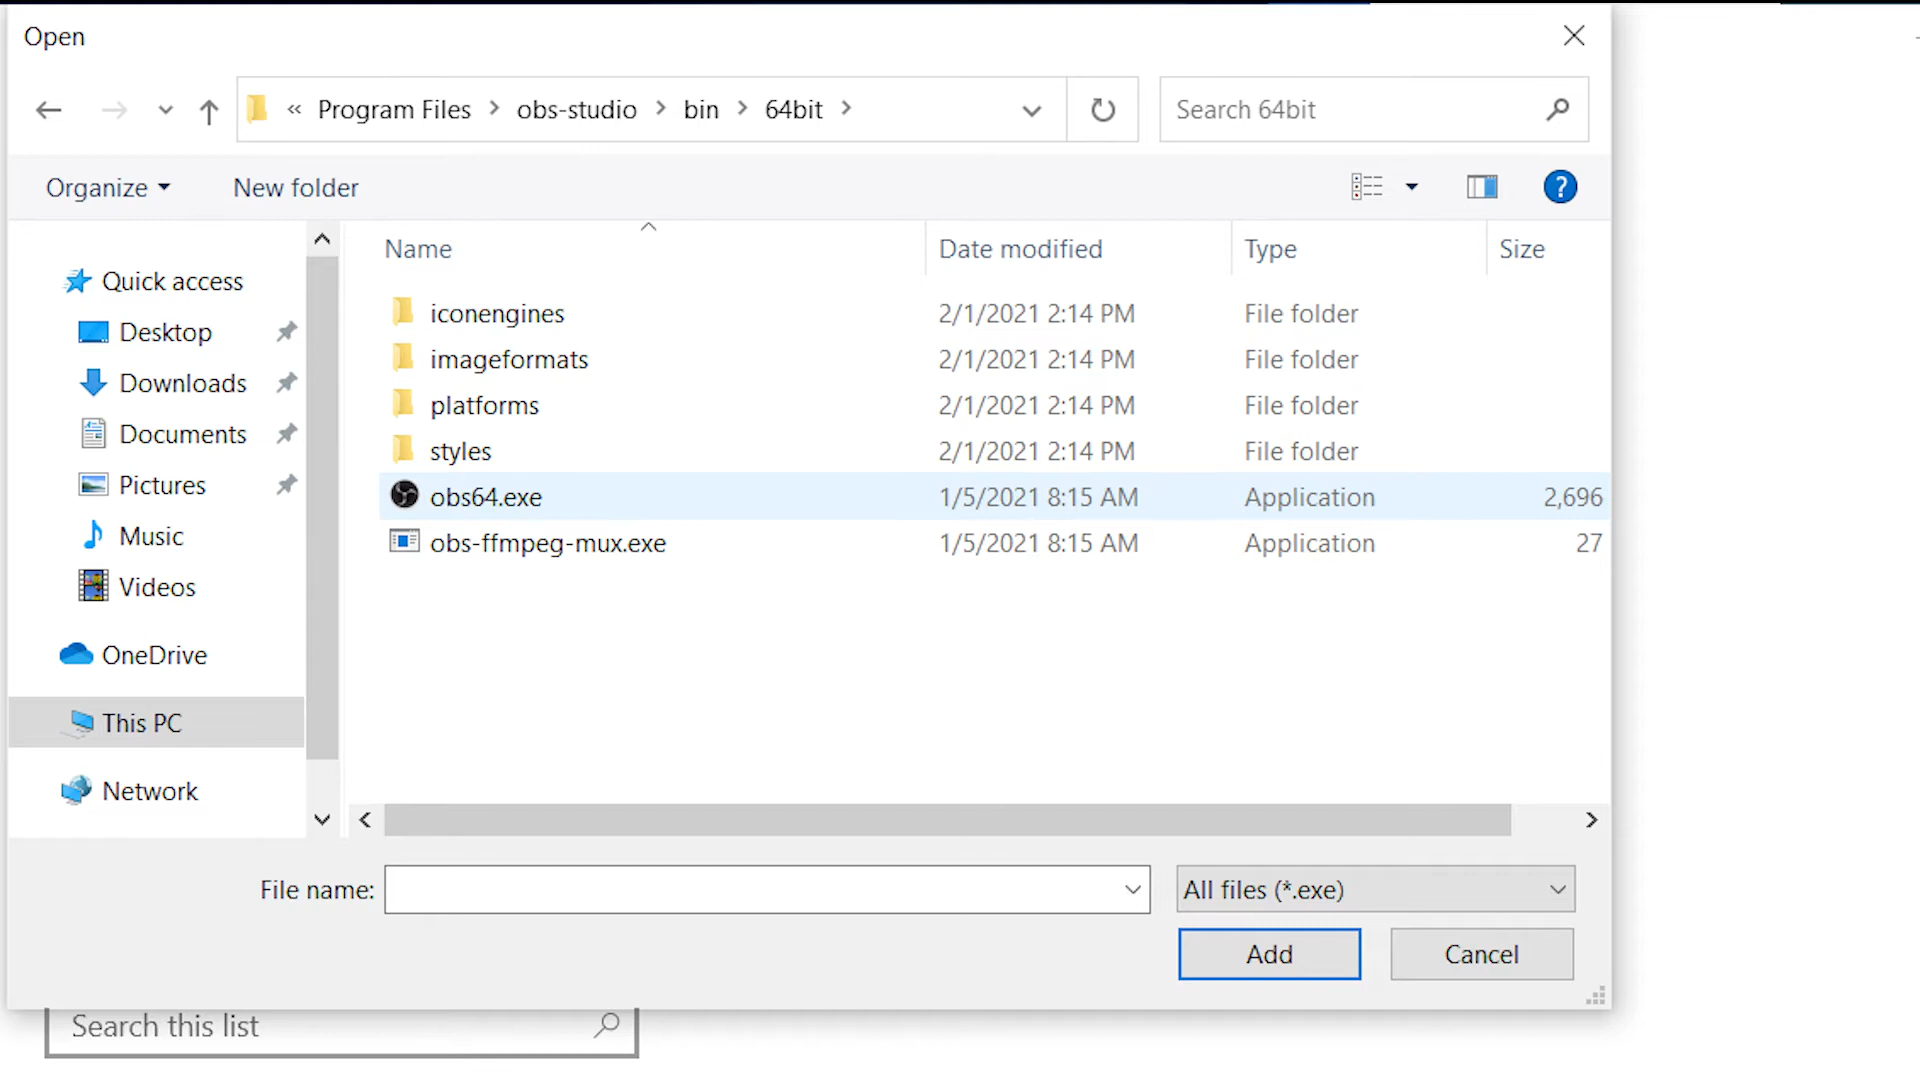 Open
« Program Files > obs-studio > bin > 64bit >
Search 64bit
Organize
New folder
?
Name
Date modified
Type
Size
iconengines 2/1/2021 2:14 PM File folder
imageformats 2/1/2021 2:14 PM File folder
platforms 2/1/2021 2:14 PM File folder
styles 2/1/2021 2:14 PM File folder
obs64.exe 1/5/2021 8:15 AM Application 2,696
obs-ffmpeg-mux.exe 1/5/2021 8:15 AM Application 27
Quick access
Desktop
Downloads
Documents
Pictures
Music
Videos
OneDrive
This PC
Network
File name:
All files (*.exe)
Add
Cancel
Search this list